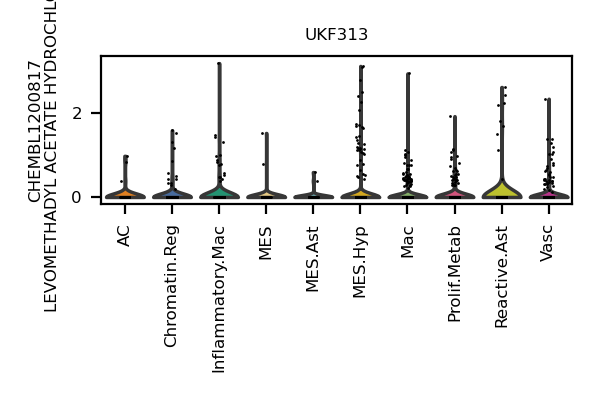 UKF313
CHEMBL1200817
LEVOMETHADYL ACETATE
2
0
AC
Chromatin.Reg
Inflammatory.Mac
MES
MES.Ast
MES.Hyp
Mac
Prolif.Metab
Reactive.Ast
Vasc